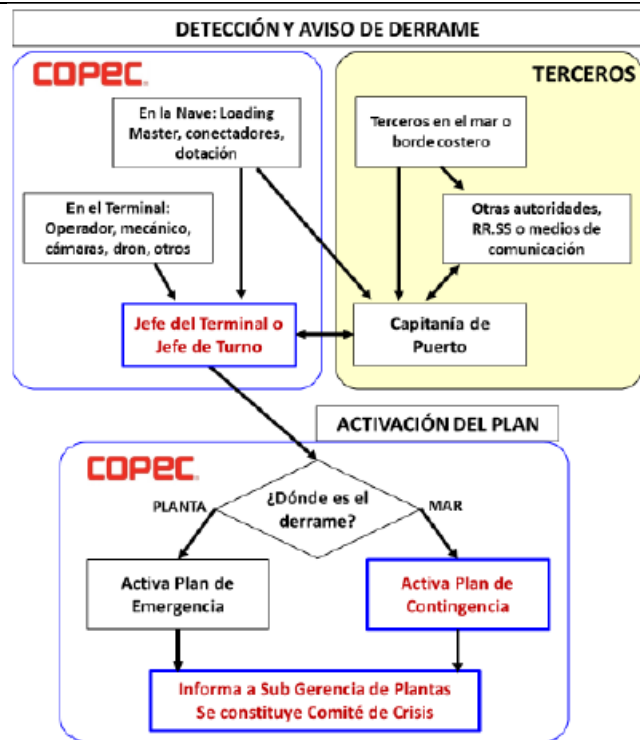 DETECCIÓN Y AVISO DE DERRAME
COPEC
TERCEROS
En la Nave: Loading
Master, conectadores,
dotación
Terceros en el mar o
borde costero
En el Terminal:
Operador, mecánico,
cámaras, dron, otros
Otras autoridades,
RR.SS o medios de
comunicación
Jefe del Terminal o
Jefe de Turno
Capitanía de
Puerto
ACTIVACIÓN DEL PLAN
COPEC
¿Dónde es el
derrame?
PLANTA
MAR
Activa Plan de
Emergencia
Activa Plan de
Contingencia
Informa a Sub Gerencia de Plantas
Se constituye Comité de Crisis